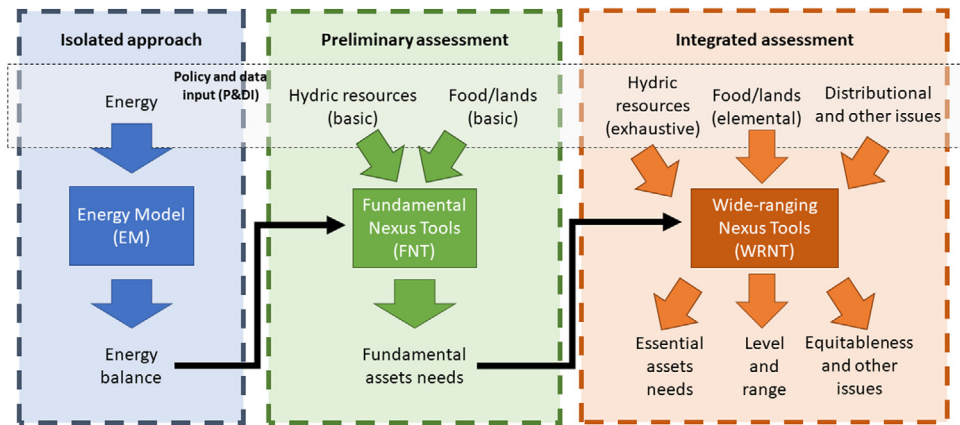 Isolated approach
Preliminary assessment
Integrated assessment
Policy and data
input (P&DI)
Energy
Hydric resources
(basic)
Food/lands
(basic)
Hydric
resources
(exhaustive)
Food/lands
(elemental)
Distributional
and other issues
Energy Model
(EM)
Fundamental
Nexus Tools
(FNT)
Wide-ranging
Nexus Tools
(WRNT)
Energy
balance
Fundamental
assets needs
Essential
assets
needs
Level
and
range
Equitableness
and other
issues